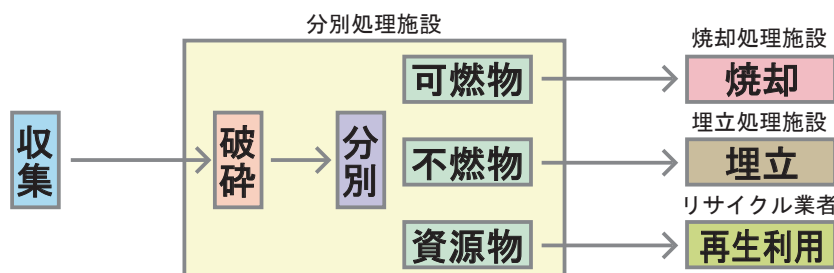 分別処理施設
収集
破砕
分別
可燃物
不燃物
資源物
焼却処理施設
焼却
埋立処理施設
埋立
リサイクル業者
再生利用